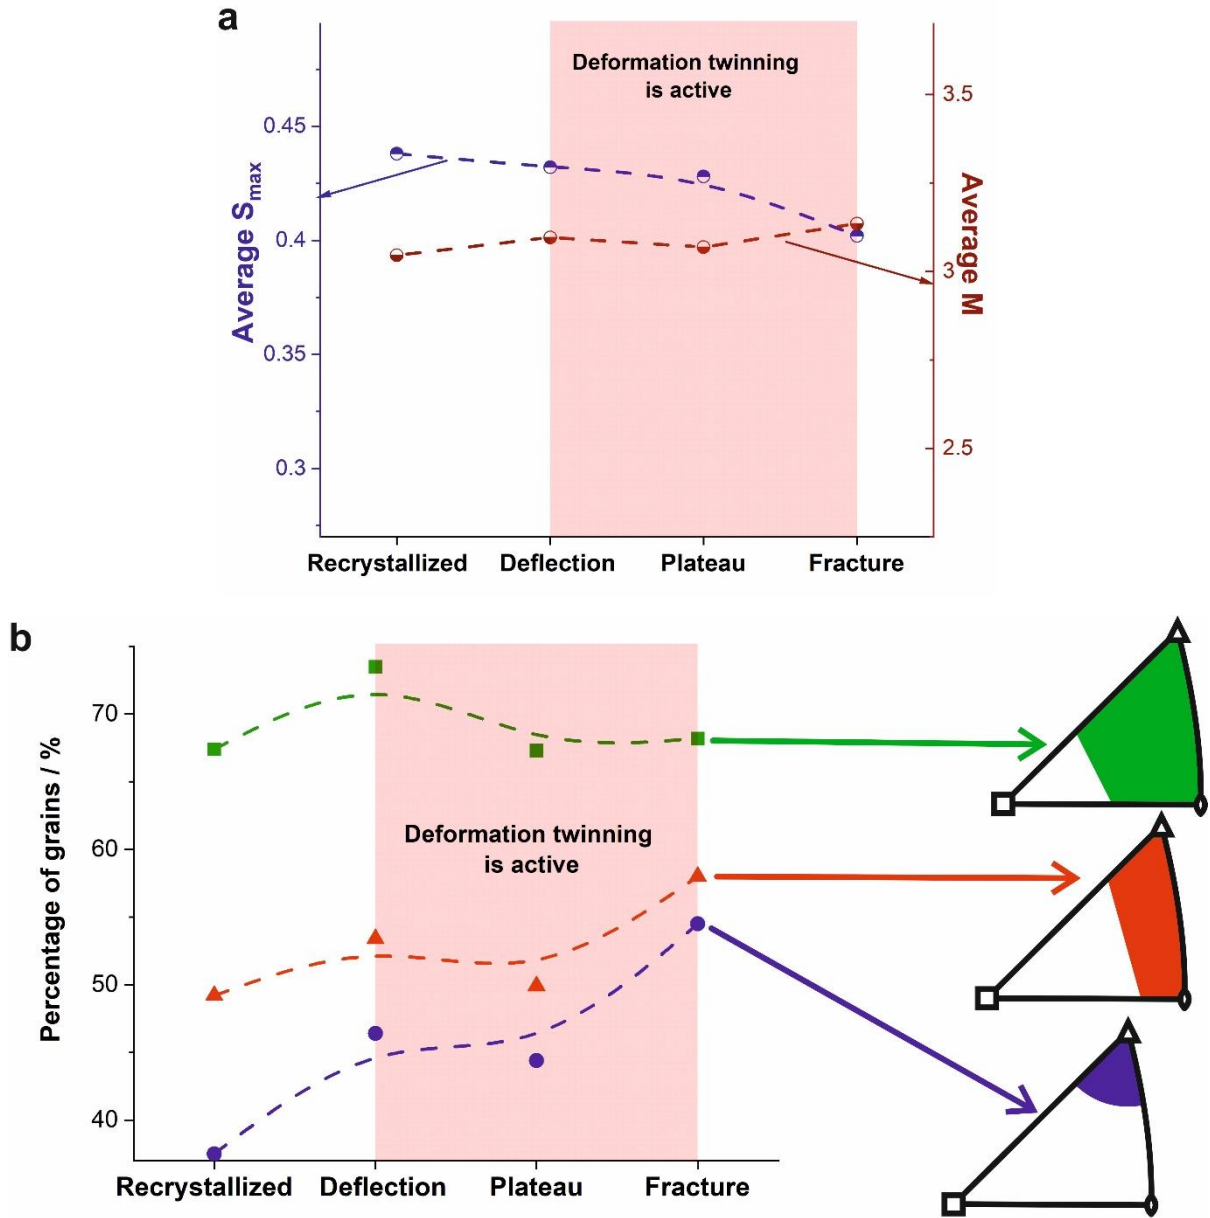 a
Deformation twinning
is active
0.45
0.4
0.35
0.3
Average Smax
3.5
3
2.5
Average M
Recrystallized
Deflection
Plateau
Fracture
b
70
60
50
40
Percentage of grains / %
Deformation twinning
is active
Recrystallized
Deflection
Plateau
Fracture